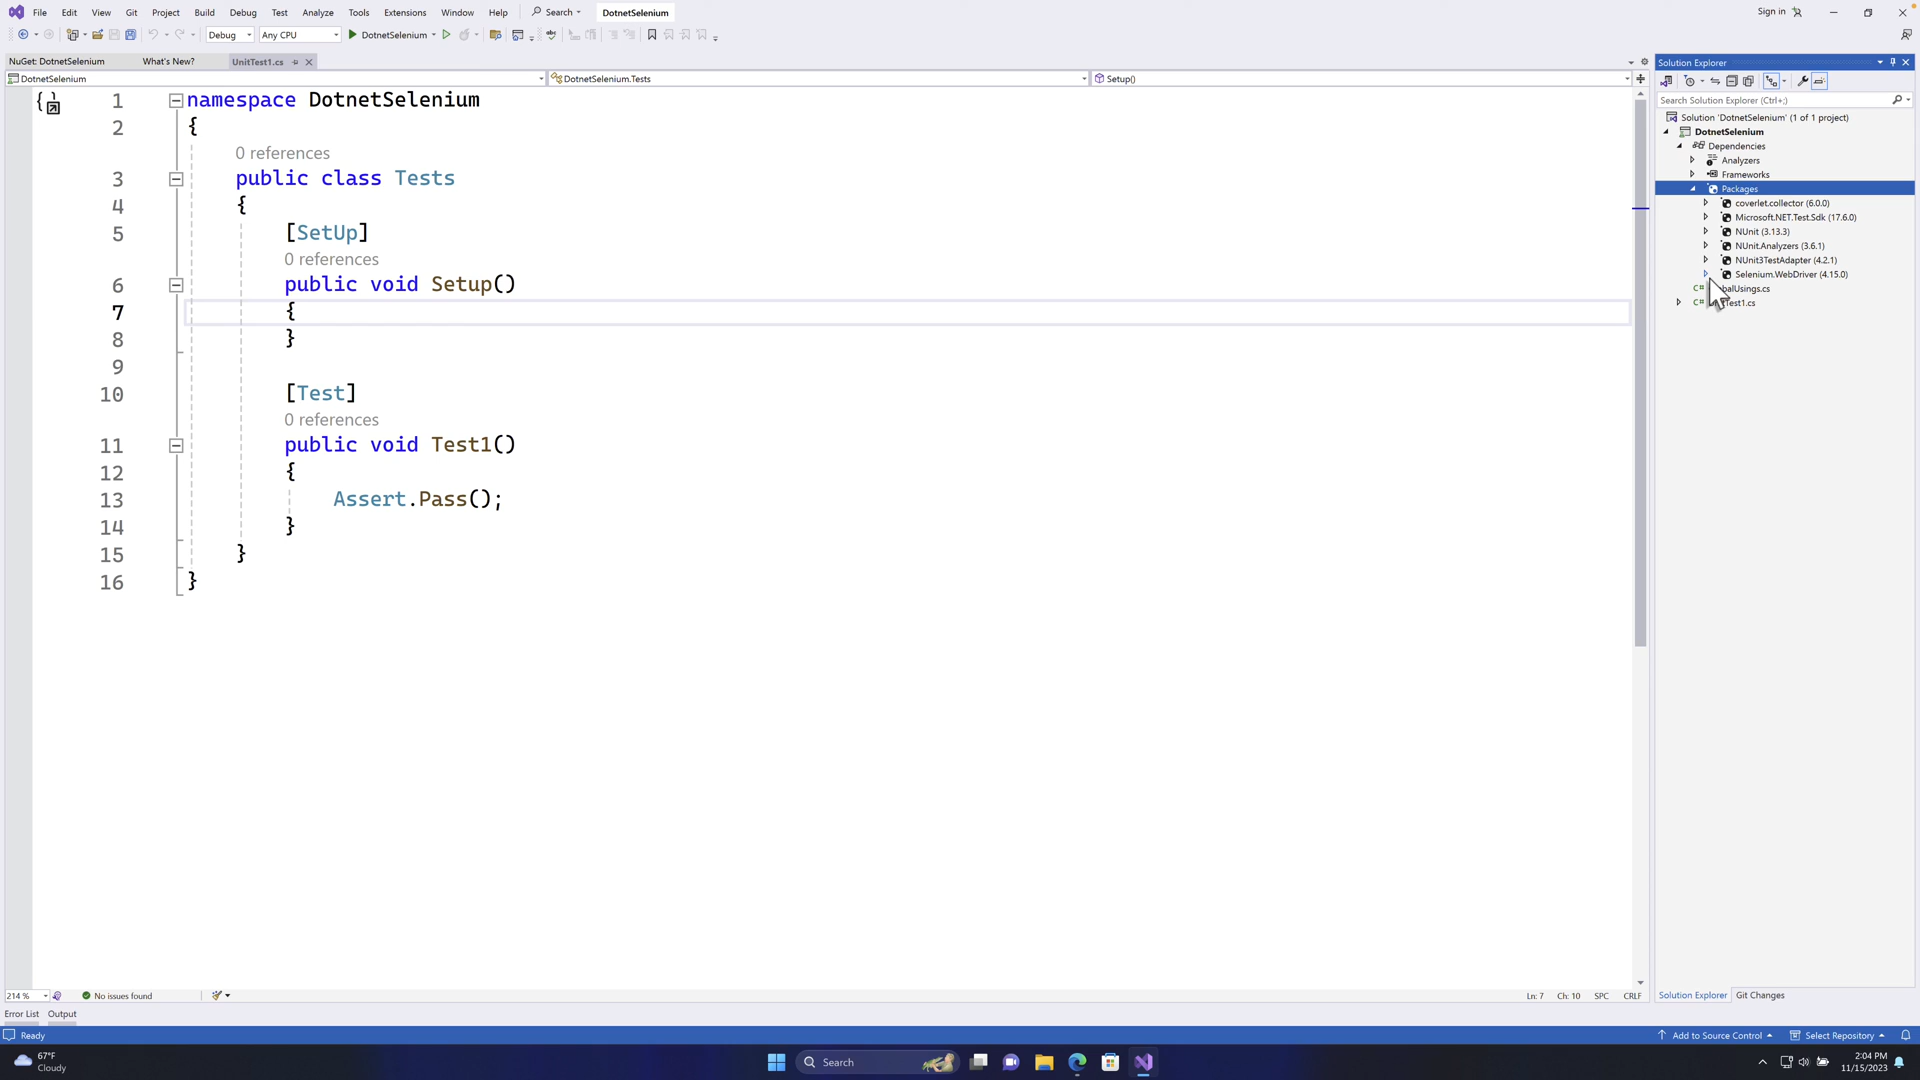 File Edit View Git Project Build Debug Test Analyze Tools Extensions Window Help Search DotnetSelenium Sign in
Debug Any CPU DotnetSelenium
NuGet: DotnetSelenium What's New? UnitTest1.cs
DotnetSelenium DotnetSelenium.Tests Setup()
1 namespace DotnetSelenium
2 {
0 references
3 public class Tests
4 {
5 [SetUp]
0 references
6 public void Setup()
7 {
8 }
9
10 [Test]
0 references
11 public void Test1()
12 {
13 Assert.Pass();
14 }
15 }
16 }
Solution Explorer
Search Solution Explorer (Ctrl+;)
Solution 'DotnetSelenium' (1 of 1 project)
DotnetSelenium
Dependencies
Analyzers
Frameworks
Packages
coverlet.collector (6.0.0)
Microsoft.NET.Test.Sdk (17.6.0)
NUnit (3.13.3)
NUnit.Analyzers (3.6.1)
NUnit3TestAdapter (4.2.1)
Selenium.WebDriver (4.15.0)
balUsings.cs
Test1.cs
214 % No issues found Ln: 7 Ch: 10 SPC CRLF
Solution Explorer Git Changes
Error List Output
Ready Add to Source Control Select Repository
67°F
Cloudy
Search
2:04 PM
11/15/2023